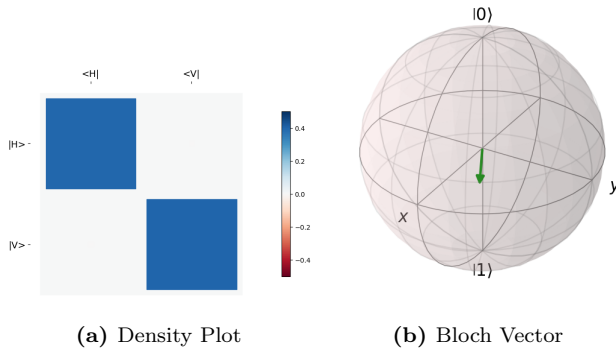 <H|
<V|
|H>
|V>
0.4
0.2
0.0
−0.2
−0.4
|0⟩
x
y
|1⟩
(a) Density Plot
(b) Bloch Vector